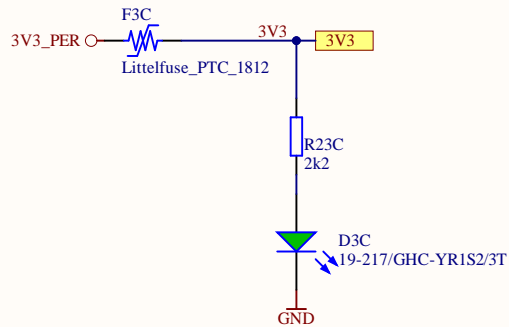 F3C
3V3_PER
3V3
3V3
Littelfuse_PTC_1812
R23C
2k2
D3C
19-217/GHC-YR1S2/3T
GND